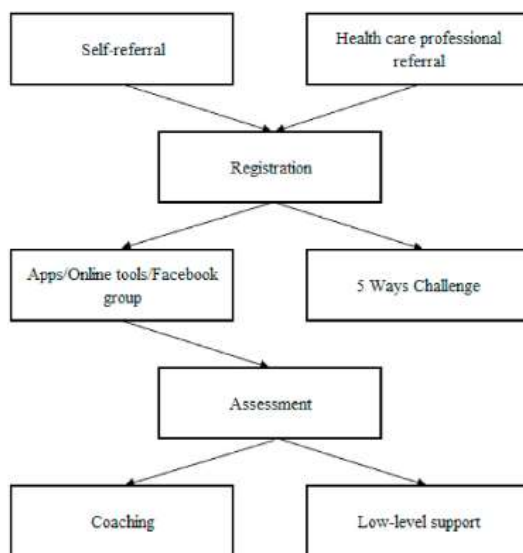 Self-referral
Health care professional
referral
Registration
Apps/Online tools/Facebook
group
5 Ways Challenge
Assessment
Coaching
Low-level support